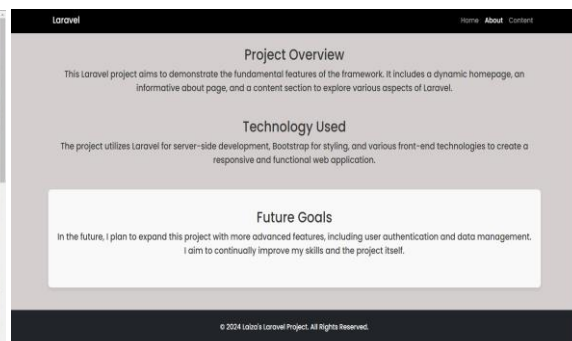 Laravel
Home About Content
Project Overview
This Laravel project aims to demonstrate the fundamental features of the framework. It includes a dynamic homepage, an
informative about page, and a content section to explore various aspects of Laravel.
Technology Used
The project utilizes Laravel for server-side development, Bootstrap for styling, and various front-end technologies to create a
responsive and functional web application.
Future Goals
In the future, I plan to expand this project with more advanced features, including user authentication and data management.
I aim to continually improve my skills and the project itself.
© 2024 Laiza's Laravel Project. All Rights Reserved.